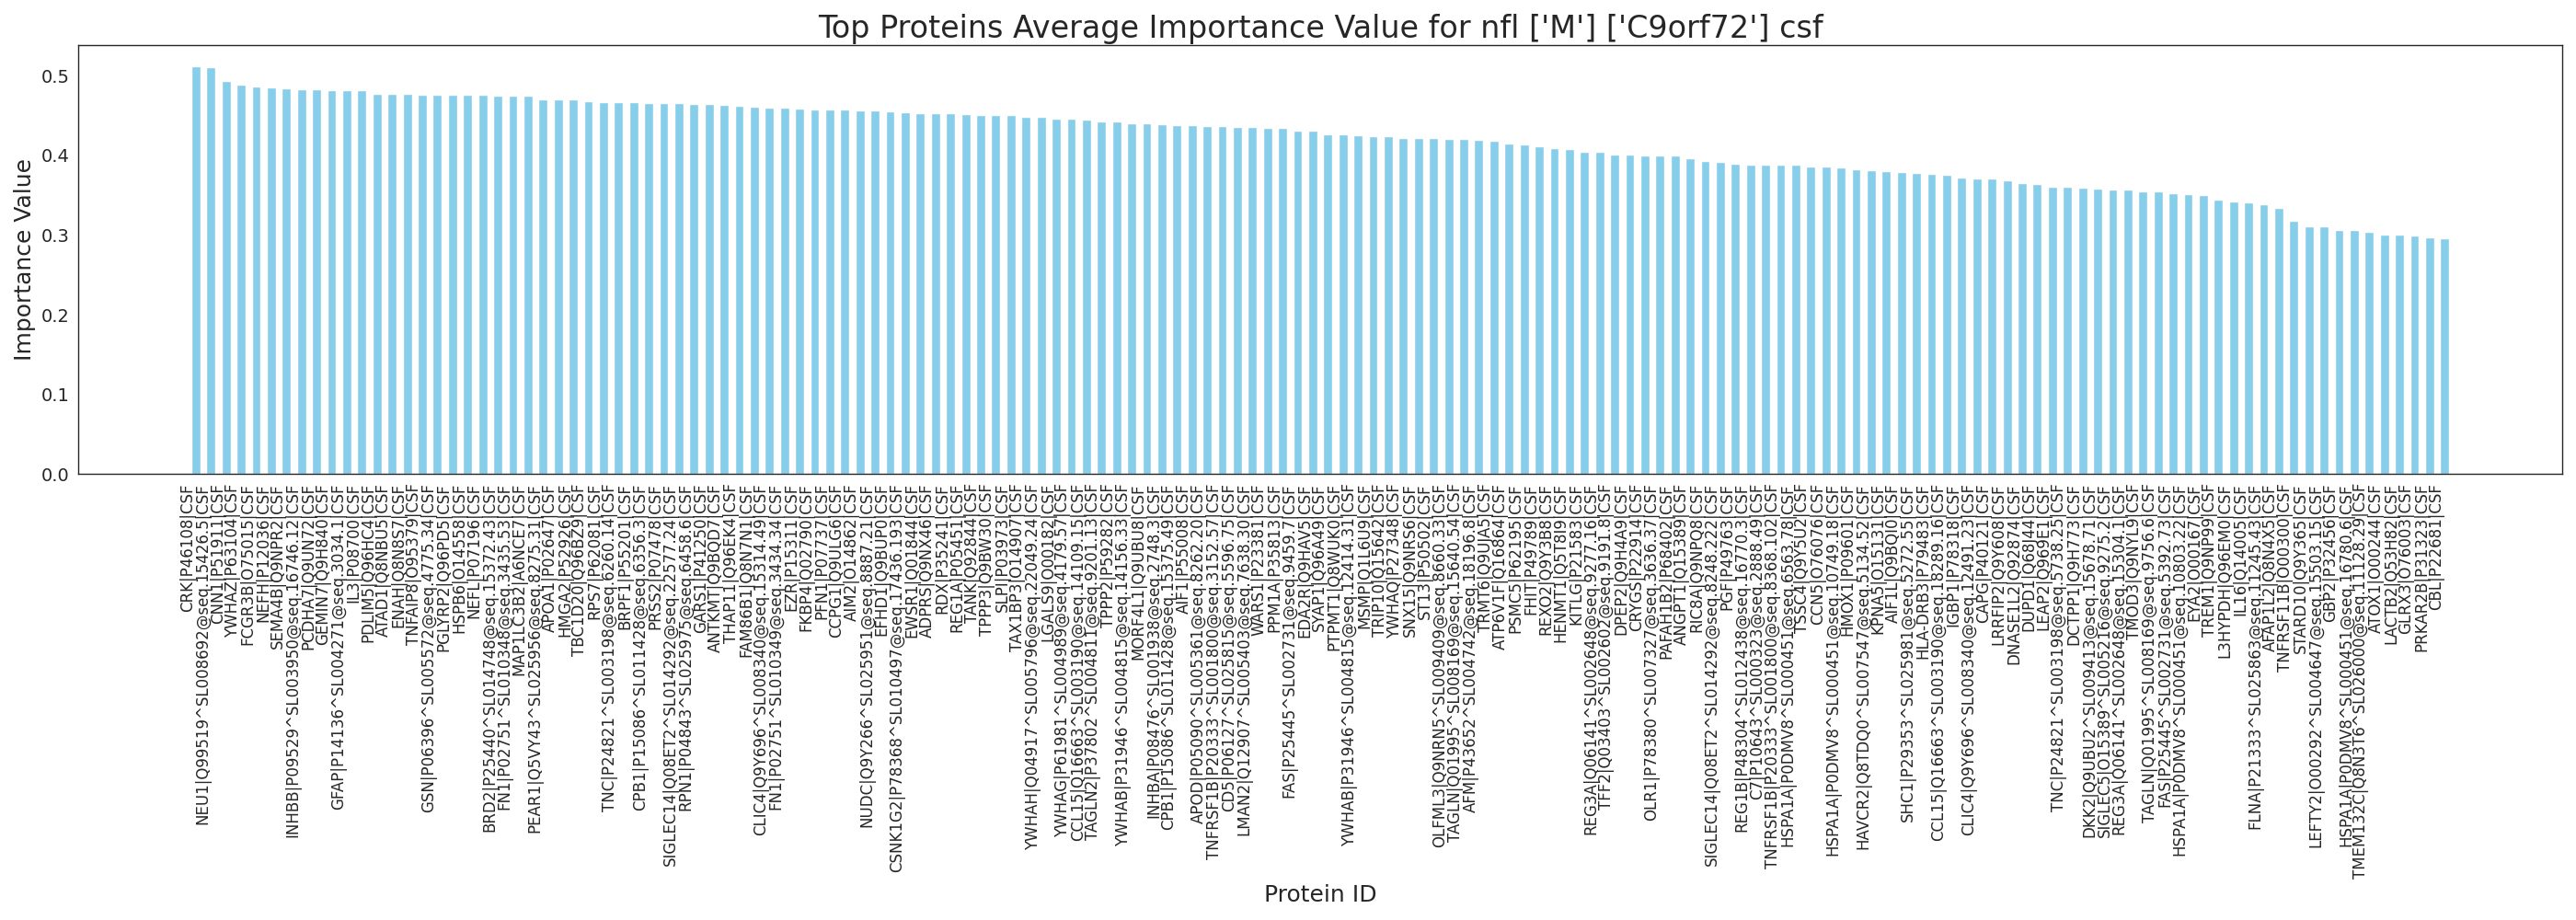 Top Proteins Average Importance Value for nfl ['M'] ['C9orf72'] csf
Importance Value
0.5
0.4
0.3
0.2
0.1
0.0
CRK|P46108|CSF
NEU1|Q99519^SL008692@seq.15426.5|CSF
CNN1|P51911|CSF
YWHAZ|P63104|CSF
FCGR3B|O75015|CSF
NEFH|P12036|CSF
SEMA4B|Q9NPR2|CSF
INHBB|P09529^SL003950@seq.16746.12|CSF
PCDHA7|Q9UN72|CSF
GEMIN7|Q9H840|CSF
GFAP|P14136^SL004271@seq.3034.1|CSF
IL3|P08700|CSF
PDLIM5|Q96HC4|CSF
ATAD1|Q8NBU5|CSF
ENAH|Q8N8S7|CSF
TNFAIP8|O95379|CSF
GSN|P06396^SL005572@seq.4775.34|CSF
PGLYRP2|Q96PD5|CSF
HSPB6|O14558|CSF
NEFL|P07196|CSF
BRD2|P25440^SL014748@seq.15372.43|CSF
FN1|P02751^SL010348@seq.3435.53|CSF
MAP1LC3B2|A6NCE7|CSF
PEAR1|Q5VY43^SL025956@seq.8275.31|CSF
APOA1|P02647|CSF
HMGA2|P52926|CSF
TBC1D20|Q96BZ9|CSF
RPS7|P62081|CSF
TNC|P24821^SL003198@seq.6260.14|CSF
BRPF1|P55201|CSF
CPB1|P15086^SL011428@seq.6356.3|CSF
PRSS2|P07478|CSF
SIGLEC14|Q08ET2^SL014292@seq.22577.24|CSF
RPN1|P04843^SL025975@seq.6458.6|CSF
GARS1|P41250|CSF
ANTKMT|Q9BQD7|CSF
THAP11|Q96EK4|CSF
FAM86B1|Q8N7N1|CSF
CLIC4|Q9Y696^SL008340@seq.15314.49|CSF
FN1|P02751^SL010349@seq.3434.34|CSF
EZR|P15311|CSF
FKBP4|Q02790|CSF
PFN1|P07737|CSF
CCPG1|Q9ULG6|CSF
AIM2|O14862|CSF
NUDC|Q9Y266^SL025951@seq.8887.21|CSF
EFHD1|Q9BUP0|CSF
CSNK1G2|P78368^SL010497@seq.17436.193|CSF
EWSR1|Q01844|CSF
ADPRS|Q9NX46|CSF
RDX|P35241|CSF
REG1A|P05451|CSF
TANK|Q92844|CSF
TPPP3|Q9BW30|CSF
SLPI|P03973|CSF
TAX1BP3|O14907|CSF
YWHAH|Q04917^SL005796@seq.22049.24|CSF
LGALS9|O00182|CSF
YWHAG|P61981^SL004989@seq.4179.57|CSF
CCL15|Q16663^SL003190@seq.14109.15|CSF
TAGLN2|P37802^SL004811@seq.9201.13|CSF
TPPP2|P59282|CSF
YWHAB|P31946^SL004815@seq.14156.33|CSF
MORF4L1|Q9UBU8|CSF
INHBA|P08476^SL001938@seq.2748.3|CSF
CPB1|P15086^SL011428@seq.15375.49|CSF
AIF1|P55008|CSF
APOD|P05090^SL005361@seq.8262.20|CSF
TNFRSF1B|P20333^SL001800@seq.3152.57|CSF
CD5|P06127^SL025815@seq.5596.75|CSF
LMAN2|Q12907^SL005403@seq.7638.30|CSF
WARS1|P23381|CSF
PPM1A|P35813|CSF
FAS|P25445^SL002731@seq.9459.7|CSF
EDA2R|Q9HAV5|CSF
SYAP1|Q96A49|CSF
PTPMT1|Q8WUK0|CSF
YWHAB|P31946^SL004815@seq.12414.31|CSF
MSMP|Q1L6U9|CSF
TRIP10|Q15642|CSF
YWHAQ|P27348|CSF
SNX15|Q9NRS6|CSF
ST13|P50502|CSF
OLFML3|Q9NRN5^SL009409@seq.8660.33|CSF
TAGLN|Q01995^SL008169@seq.15640.54|CSF
AFM|P43652^SL004742@seq.18196.8|CSF
TRMT6|Q9UJA5|CSF
ATP6V1F|Q16864|CSF
PSMC5|P62195|CSF
FHIT|P49789|CSF
REXO2|Q9Y3B8|CSF
HENMT1|Q5T8I9|CSF
KITLG|P21583|CSF
REG3A|Q06141^SL002648@seq.9277.16|CSF
TFF2|Q03403^SL002602@seq.9191.8|CSF
DPEP2|Q9H4A9|CSF
CRYGS|P22914|CSF
OLR1|P78380^SL007327@seq.3636.37|CSF
PAFAH1B2|P68402|CSF
ANGPT1|Q15389|CSF
RIC8A|Q9NPQ8|CSF
SIGLEC14|Q08ET2^SL014292@seq.8248.222|CSF
PGF|P49763|CSF
REG1B|P48304^SL012438@seq.16770.3|CSF
C7|P10643^SL000323@seq.2888.49|CSF
TNFRSF1B|P20333^SL001800@seq.8368.102|CSF
HSPA1A|P0DMV8^SL000451@seq.6563.78|CSF
TSSC4|Q9Y5U2|CSF
CCN5|O76076|CSF
HSPA1A|P0DMV8^SL000451@seq.10749.18|CSF
HMOX1|P09601|CSF
HAVCR2|Q8TDQ0^SL007547@seq.5134.52|CSF
KPNA5|O15131|CSF
AIF1L|Q9BQI0|CSF
SHC1|P29353^SL025981@seq.5272.55|CSF
HLA-DRB3|P79483|CSF
CCL15|Q16663^SL003190@seq.18289.16|CSF
IGBP1|P78318|CSF
CLIC4|Q9Y696^SL008340@seq.12491.23|CSF
CAPG|P40121|CSF
LRRFIP2|Q9Y608|CSF
DNASE1L2|Q92874|CSF
DUPD1|Q68J44|CSF
LEAP2|Q969E1|CSF
TNC|P24821^SL003198@seq.5738.25|CSF
DCTPP1|Q9H773|CSF
DKK2|Q9UBU2^SL009413@seq.15678.71|CSF
SIGLEC5|O15389^SL005216@seq.9275.2|CSF
REG3A|Q06141^SL002648@seq.15304.1|CSF
TMOD3|Q9NYL9|CSF
TAGLN|Q01995^SL008169@seq.9756.6|CSF
FAS|P25445^SL002731@seq.5392.73|CSF
HSPA1A|P0DMV8^SL000451@seq.10803.22|CSF
EYA2|O00167|CSF
TREM1|Q9NP99|CSF
L3HYPDH|Q96EM0|CSF
IL16|Q14005|CSF
FLNA|P21333^SL025863@seq.11245.43|CSF
AFAP1L2|Q8N4X5|CSF
TNFRSF11B|O00300|CSF
STARD10|Q9Y365|CSF
LEFTY2|O00292^SL004647@seq.15503.15|CSF
GBP2|P32456|CSF
HSPA1A|P0DMV8^SL000451@seq.16780.6|CSF
TMEM132C|Q8N3T6^SL026000@seq.11128.29|CSF
ATOX1|O00244|CSF
LACTB2|Q53H82|CSF
GLRX3|O76003|CSF
PRKAR2B|P31323|CSF
CBL|P22681|CSF
Protein ID